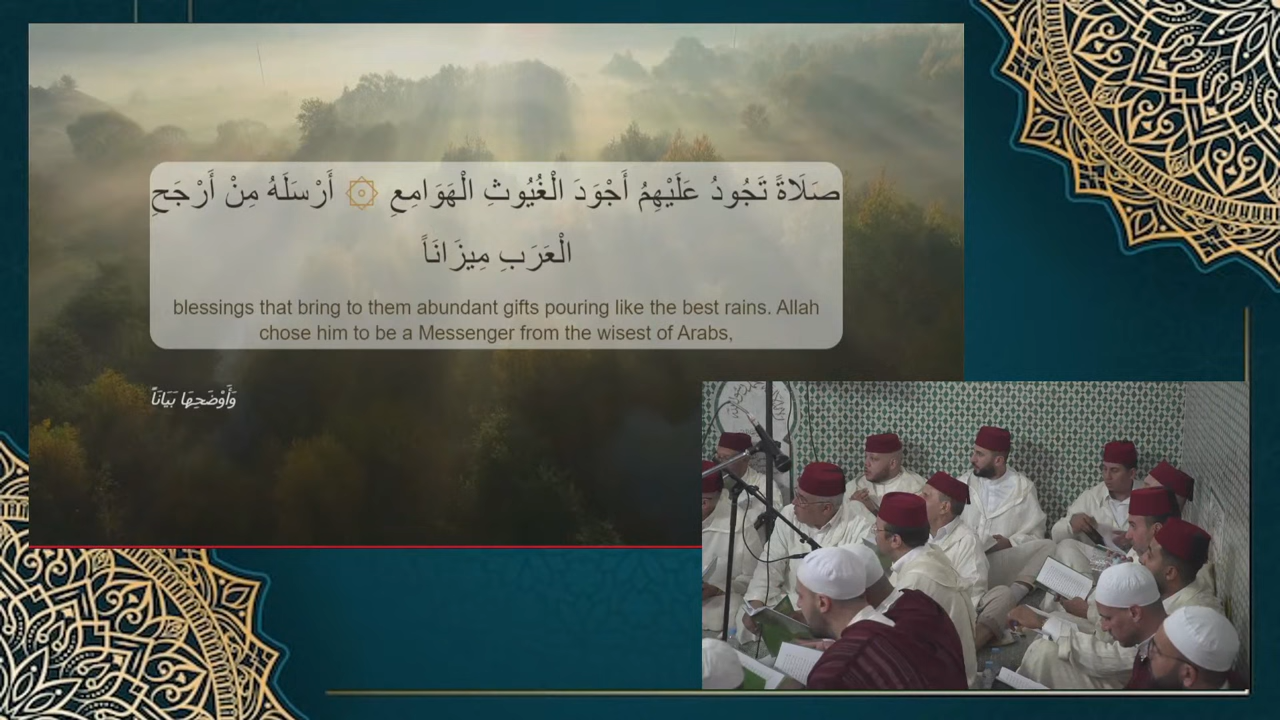 صَلَاةً تَجُودُ عَلَيْهِمُ أَجْوَدَ الْغُيُوثِ الْهَوَامِعِ ۞ أَرْسَلَهُ مِنْ أَرْجَحِ
الْعَرَبِ مِيزَانَاً
blessings that bring to them abundant gifts pouring like the best rains. Allah
chose him to be a Messenger from the wisest of Arabs,
وَأَوْضَحِهَا بَيَانَاً